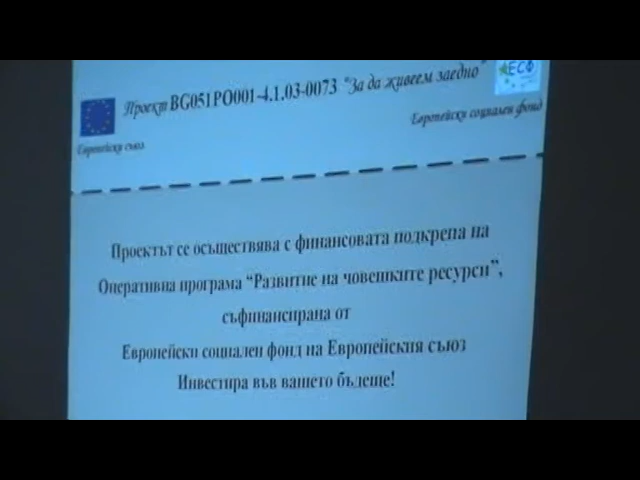 ЕСФ
Проект BG051PO001-4.1.03-0073 "За да живеем заедно"
Европейски социален фонд
Европейски съюз
Проектът се осъществява с финансовата подкрепа на
Оперативна програма “Развитие на човешките ресурси”,
съфинансирана от
Европейски социален фонд на Европейския съюз
Инвестира във вашето бъдеще!